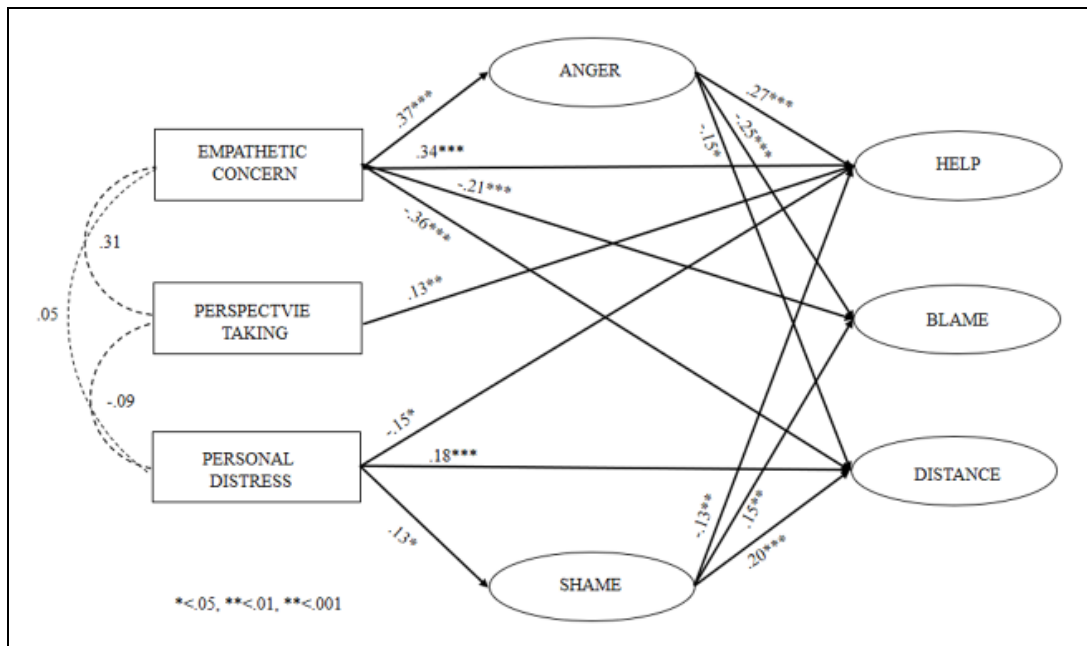 ANGER
.37***
.27***
-.25***
-.15*
EMPATHETIC
CONCERN
.34***
HELP
-.21***
-.36***
.31
.13**
PERSPECTVIE
TAKING
.05
BLAME
-.09
-.15*
PERSONAL
DISTRESS
.18***
DISTANCE
.13*
-.13**
.15**
.20***
SHAME
*<.05, **<.01, **<.001